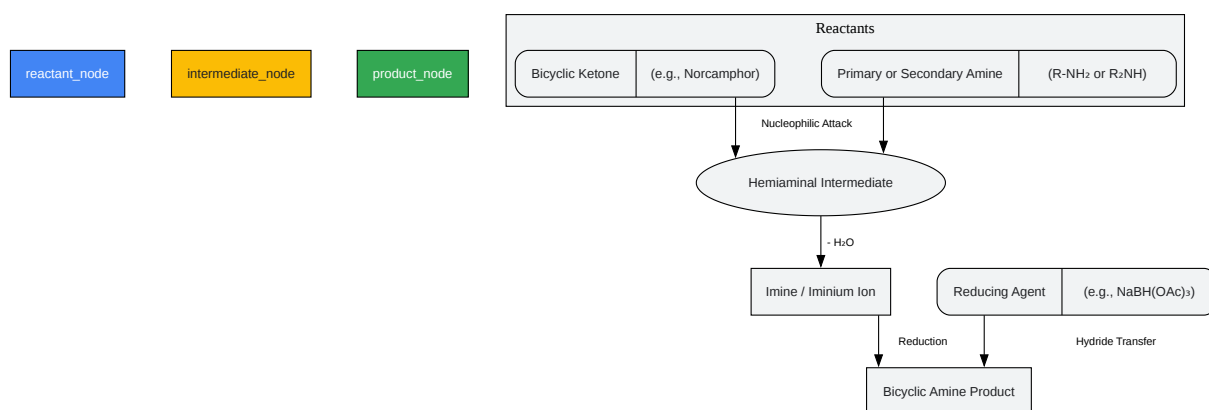 Reactants
reactant_node
intermediate_node
product_node
Bicyclic Ketone
(e.g., Norcamphor)
Primary or Secondary Amine
(R-NH₂ or R₂NH)
Nucleophilic Attack
Hemiaminal Intermediate
- H₂O
Imine / Iminium Ion
Reducing Agent
(e.g., NaBH(OAc)₃)
Reduction
Hydride Transfer
Bicyclic Amine Product